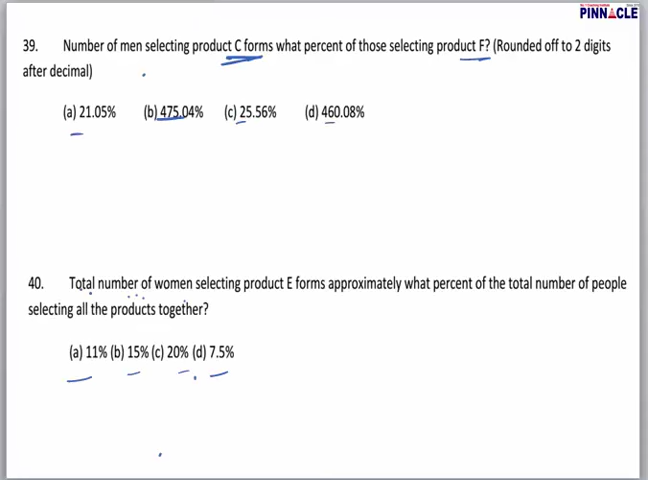 PINNACLE
39. Number of men selecting product C forms what percent of those selecting product F? (Rounded off to 2 digits
after decimal)
(a) 21.05% (b) 475.04% (c) 25.56% (d) 460.08%
40. Total number of women selecting product E forms approximately what percent of the total number of people
selecting all the products together?
(a) 11% (b) 15% (c) 20% (d) 7.5%